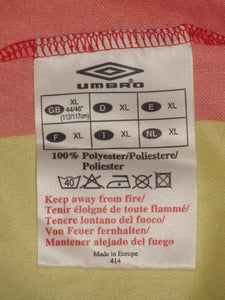 UMBRO
GB XL 44/46" (112/117cm) D XL E XL
F XL I XL NL XL
100% Polyester/Poliestere/
Poliester
40
Keep away from fire/
Tenir éloigné de toute flammé/
Tenere lontano del fuoco/
Von Feuer fernhalten/
Mantener alejado del fuego
Made in Europe
414